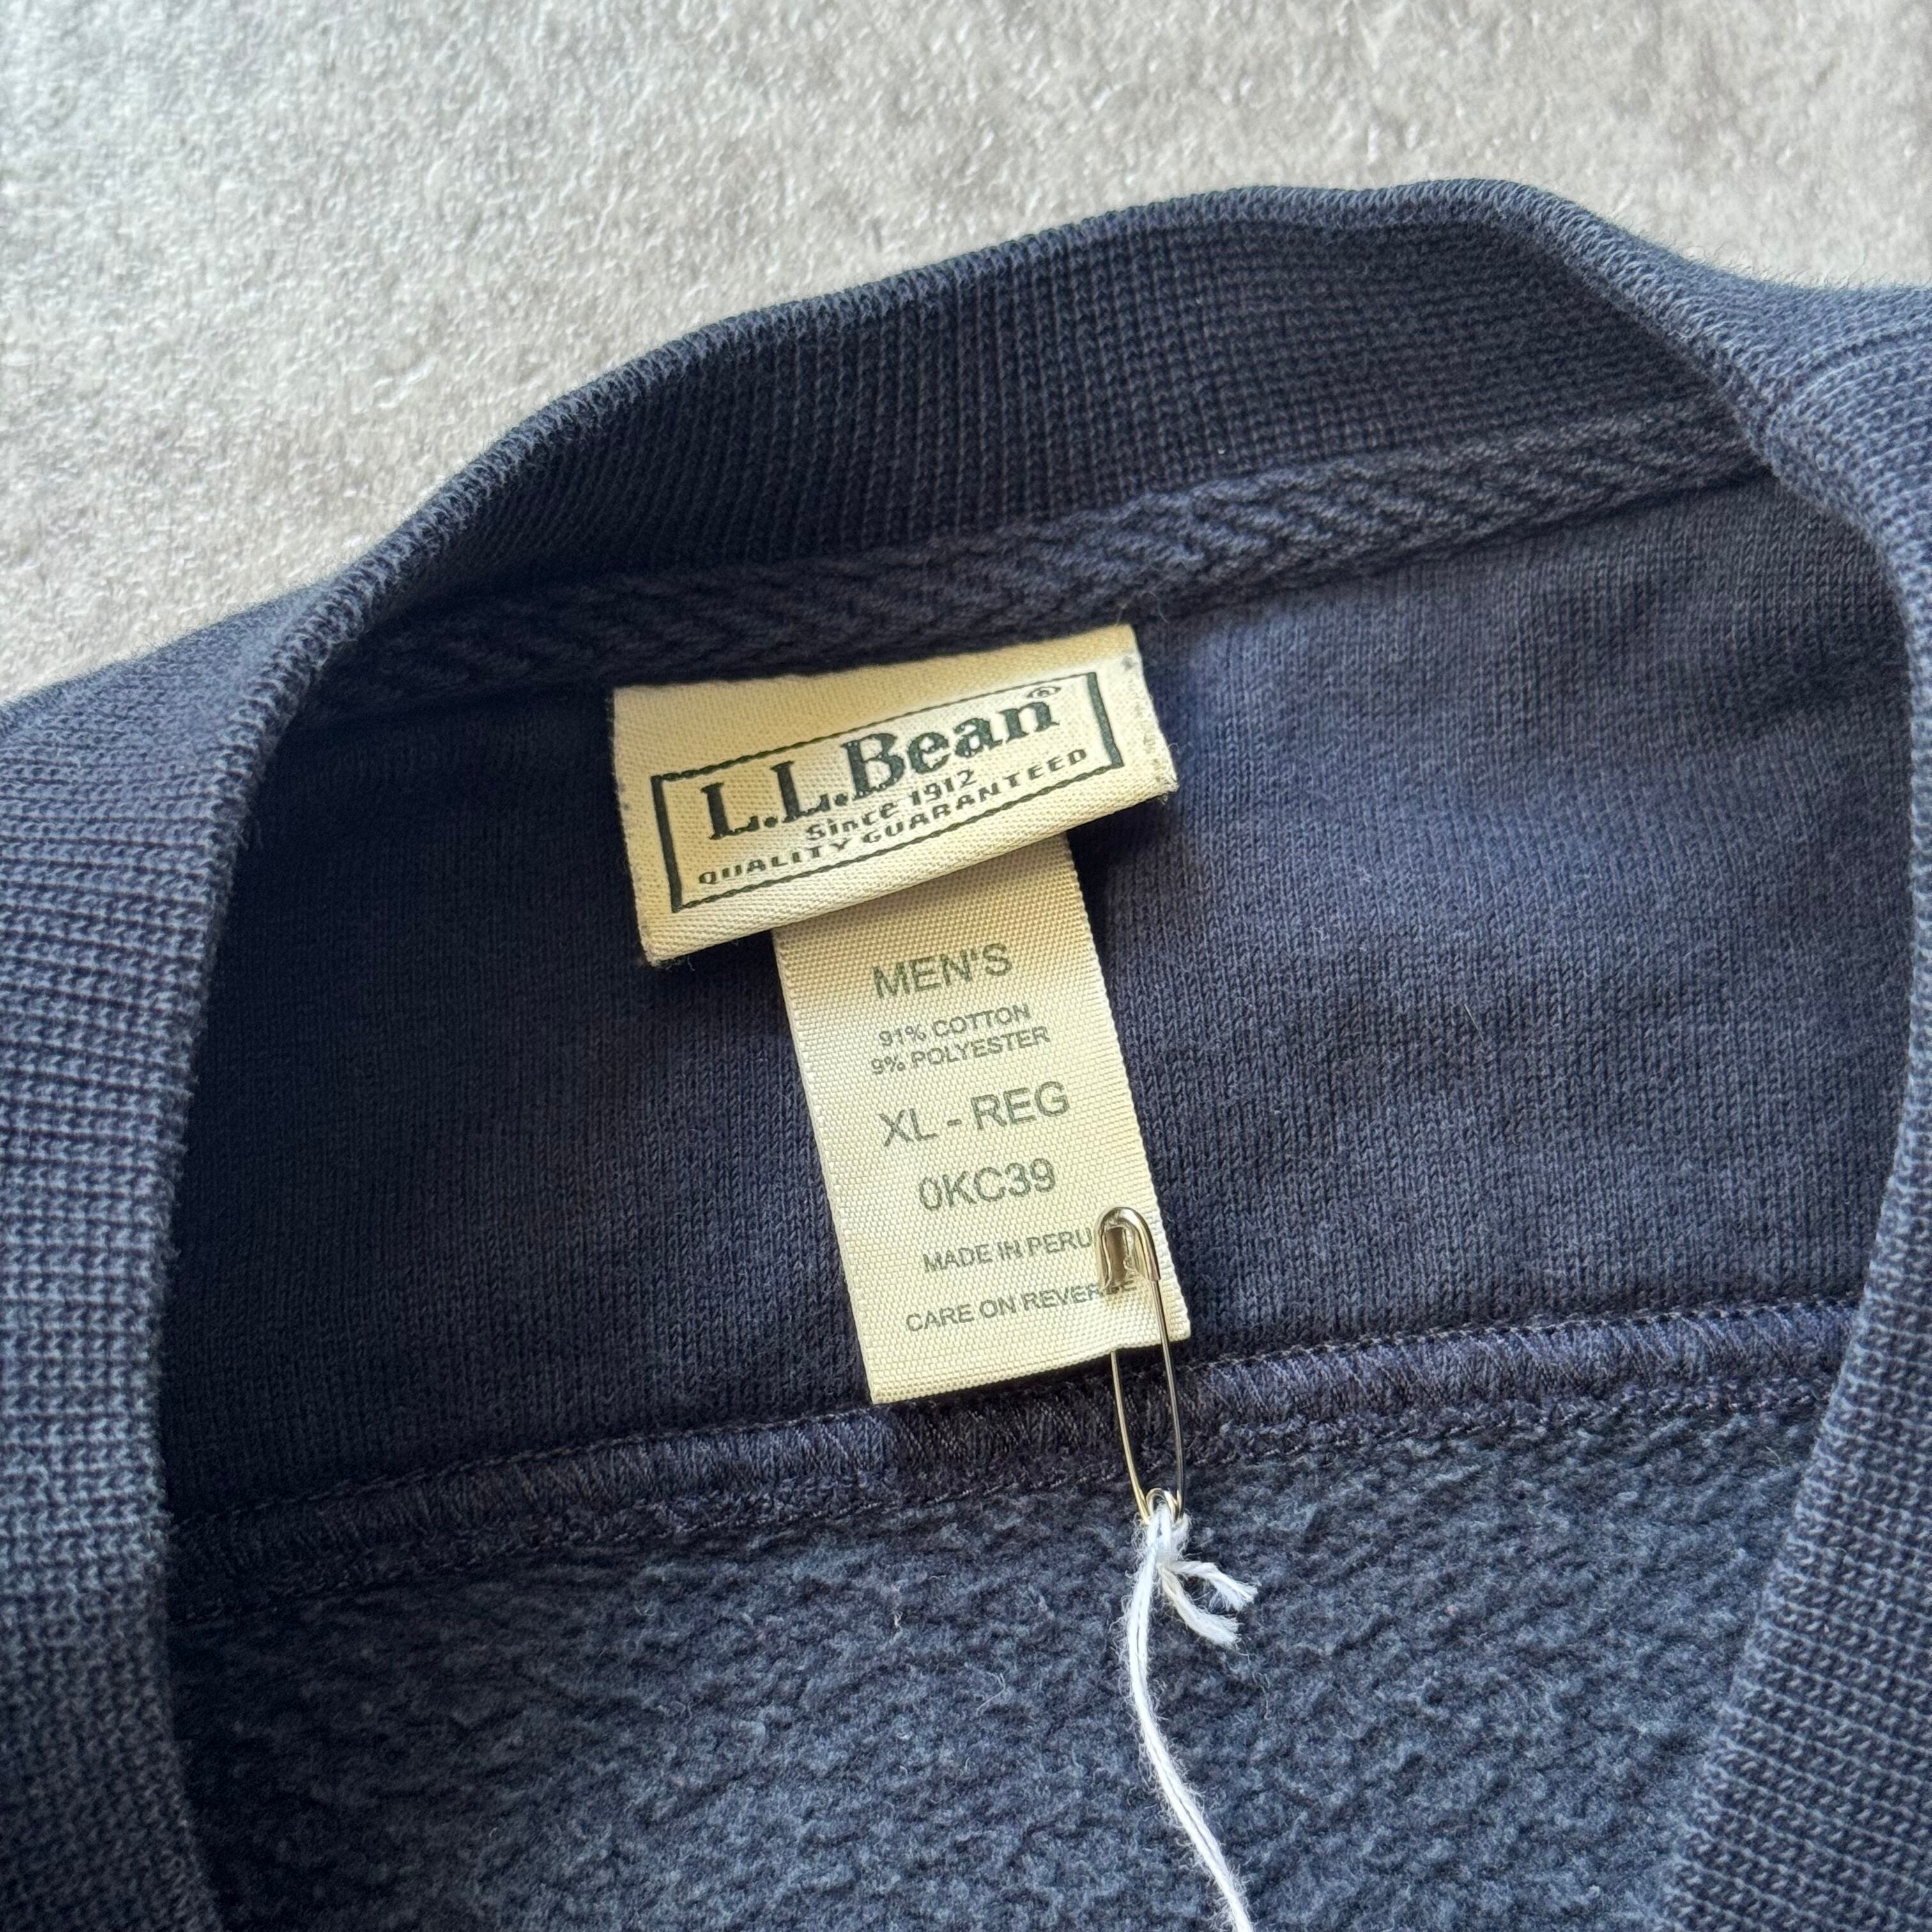 L.L.Bean®
Since 1912
QUALITY GUARANTEED
MEN'S
91% COTTON
9% POLYESTER
XL - REG
0KC39
MADE IN PERU
CARE ON REVERSE